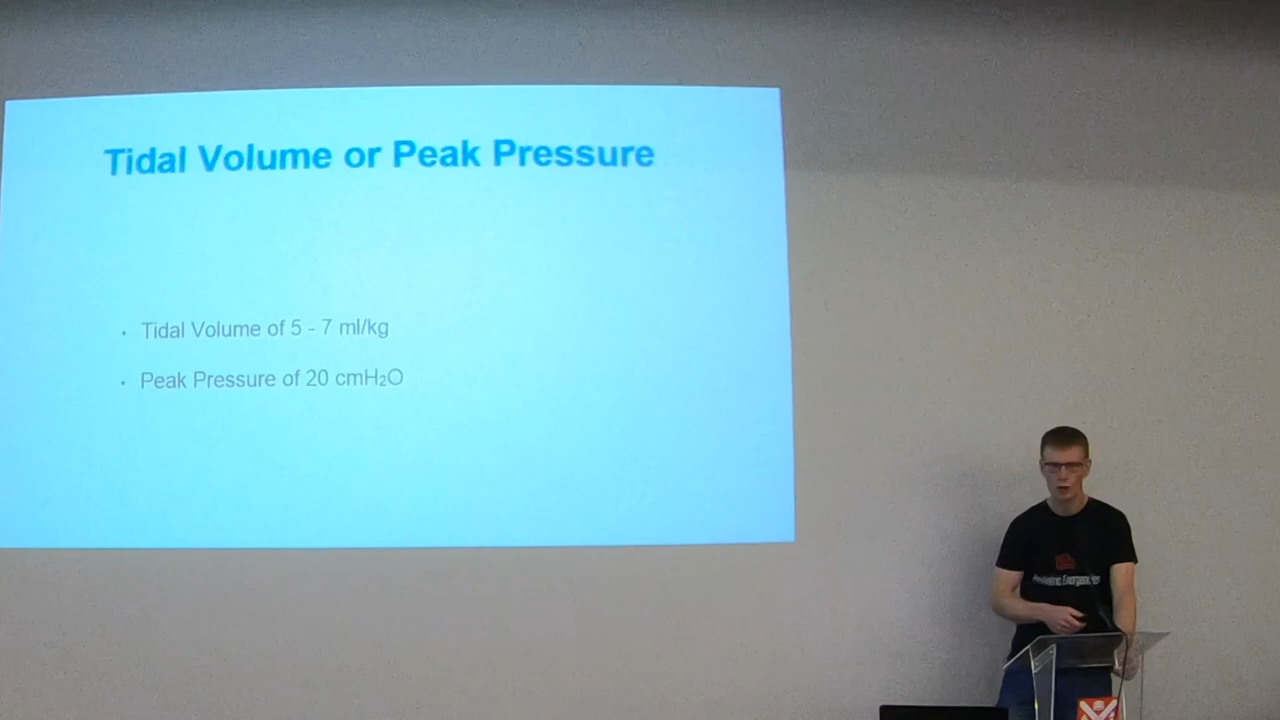 Tidal Volume or Peak Pressure
· Tidal Volume of 5 - 7 ml/kg
· Peak Pressure of 20 cmH₂O